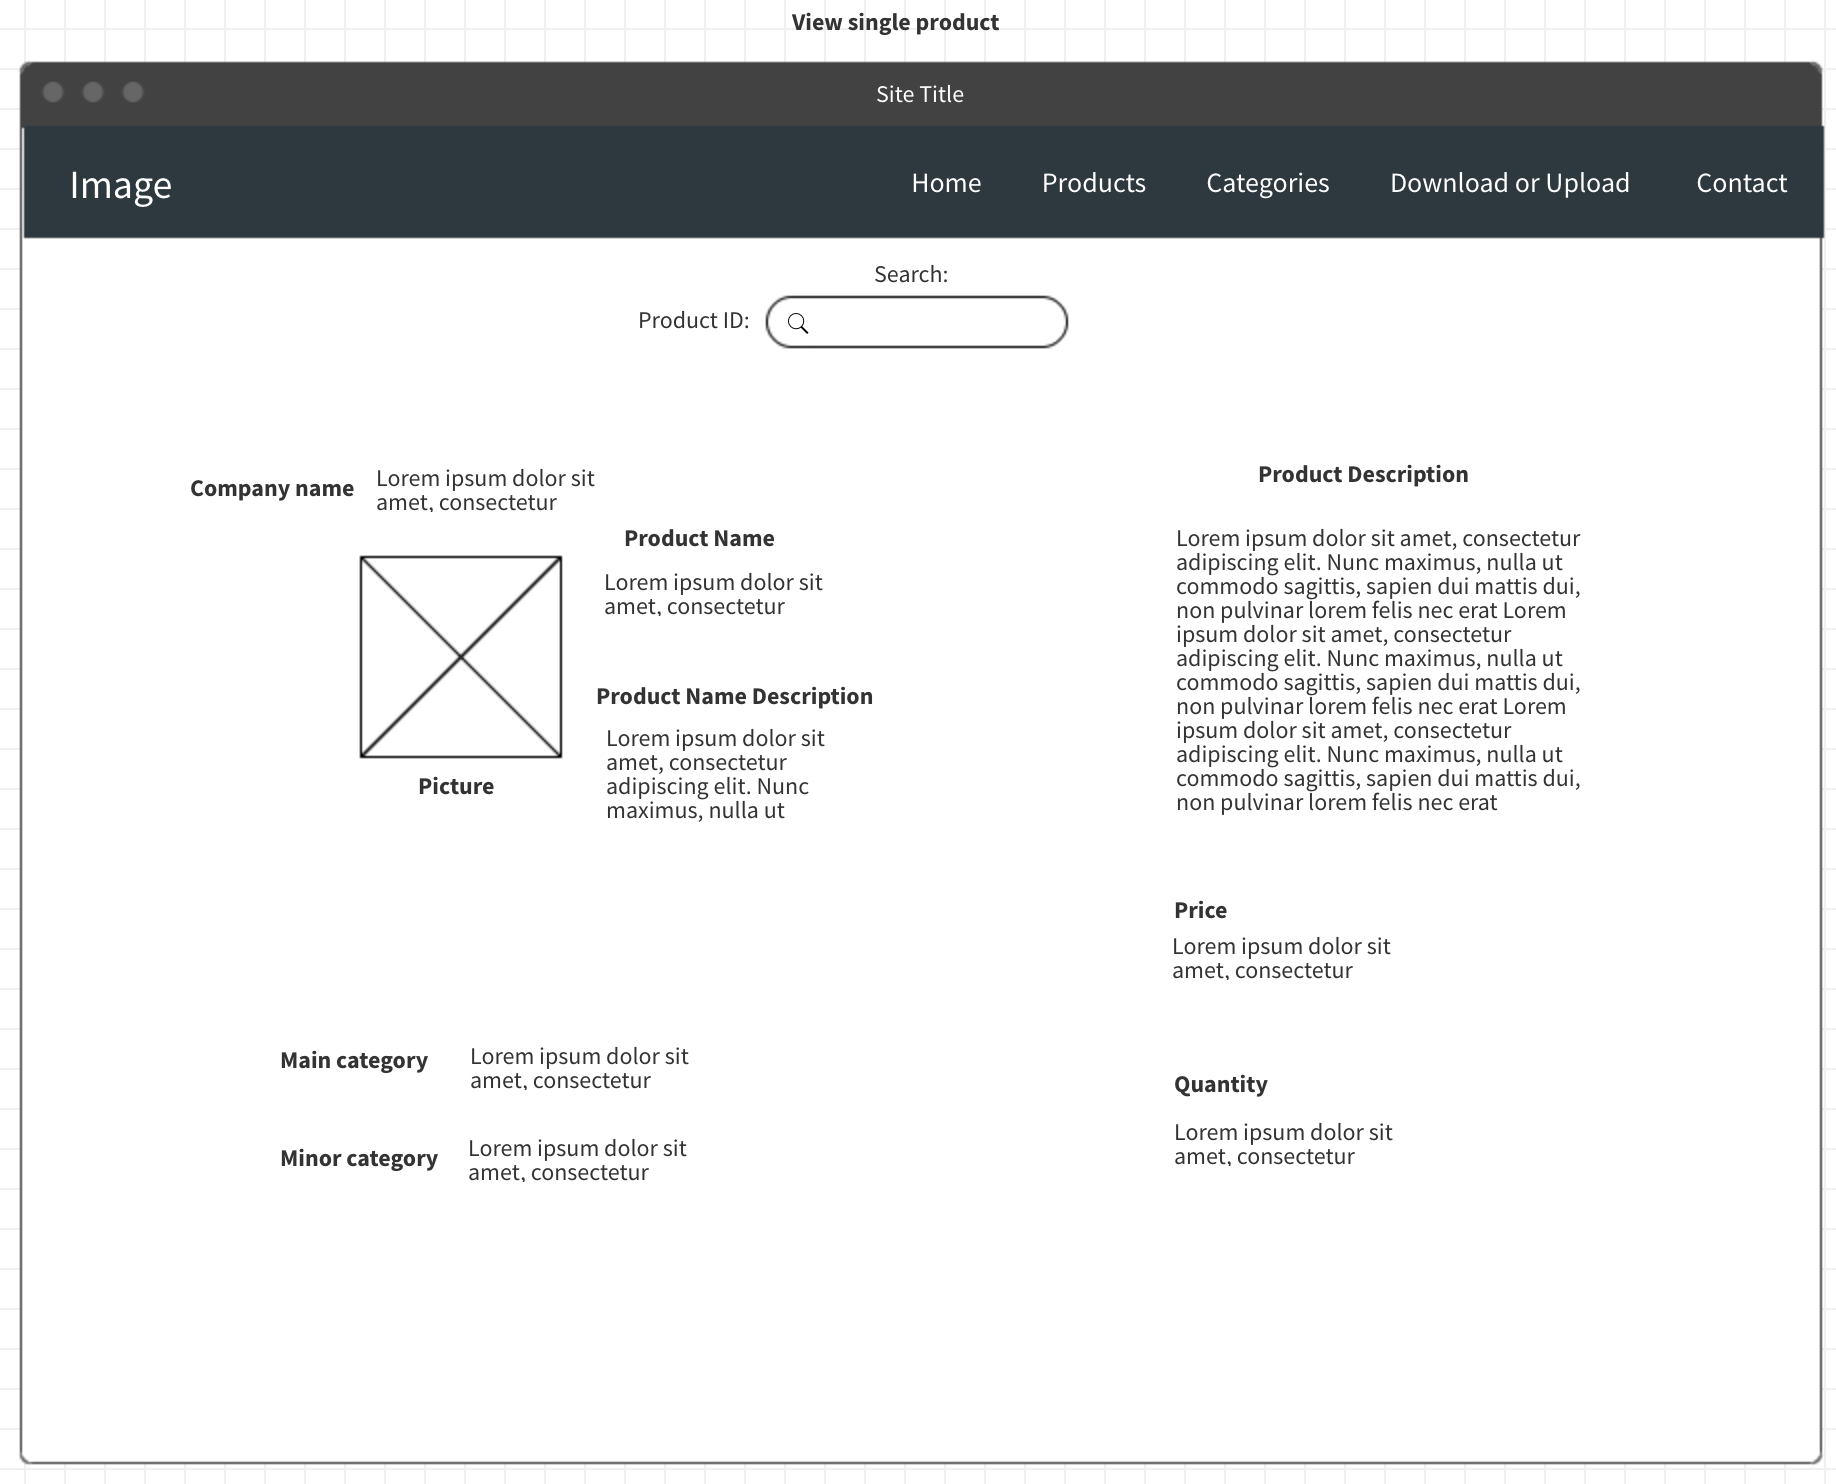 View single product
Site Title
Image
Home
Products
Categories
Download or Upload
Contact
Search:
Product ID:
Company name
Lorem ipsum dolor sit
amet, consectetur
Product Name
Lorem ipsum dolor sit
amet, consectetur
Product Name Description
Lorem ipsum dolor sit
amet, consectetur
adipiscing elit. Nunc
maximus, nulla ut
Picture
Main category
Lorem ipsum dolor sit
amet, consectetur
Minor category
Lorem ipsum dolor sit
amet, consectetur
Product Description
Lorem ipsum dolor sit amet, consectetur
adipiscing elit. Nunc maximus, nulla ut
commodo sagittis, sapien dui mattis dui,
non pulvinar lorem felis nec erat Lorem
ipsum dolor sit amet, consectetur
adipiscing elit. Nunc maximus, nulla ut
commodo sagittis, sapien dui mattis dui,
non pulvinar lorem felis nec erat Lorem
ipsum dolor sit amet, consectetur
adipiscing elit. Nunc maximus, nulla ut
commodo sagittis, sapien dui mattis dui,
non pulvinar lorem felis nec erat
Price
Lorem ipsum dolor sit
amet, consectetur
Quantity
Lorem ipsum dolor sit
amet, consectetur